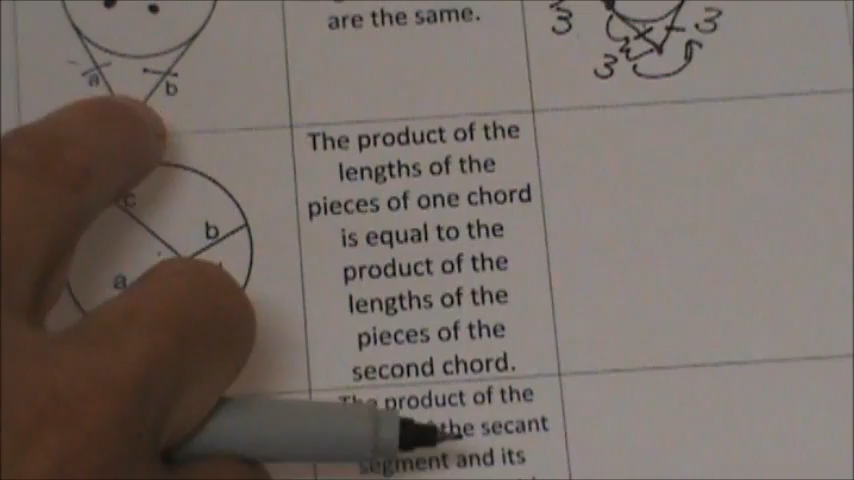 are the same.
3
3
3
a
b
The product of the
lengths of the
pieces of one chord
is equal to the
product of the
lengths of the
pieces of the
second chord.
c
b
a
The product of the
the secant
segment and its